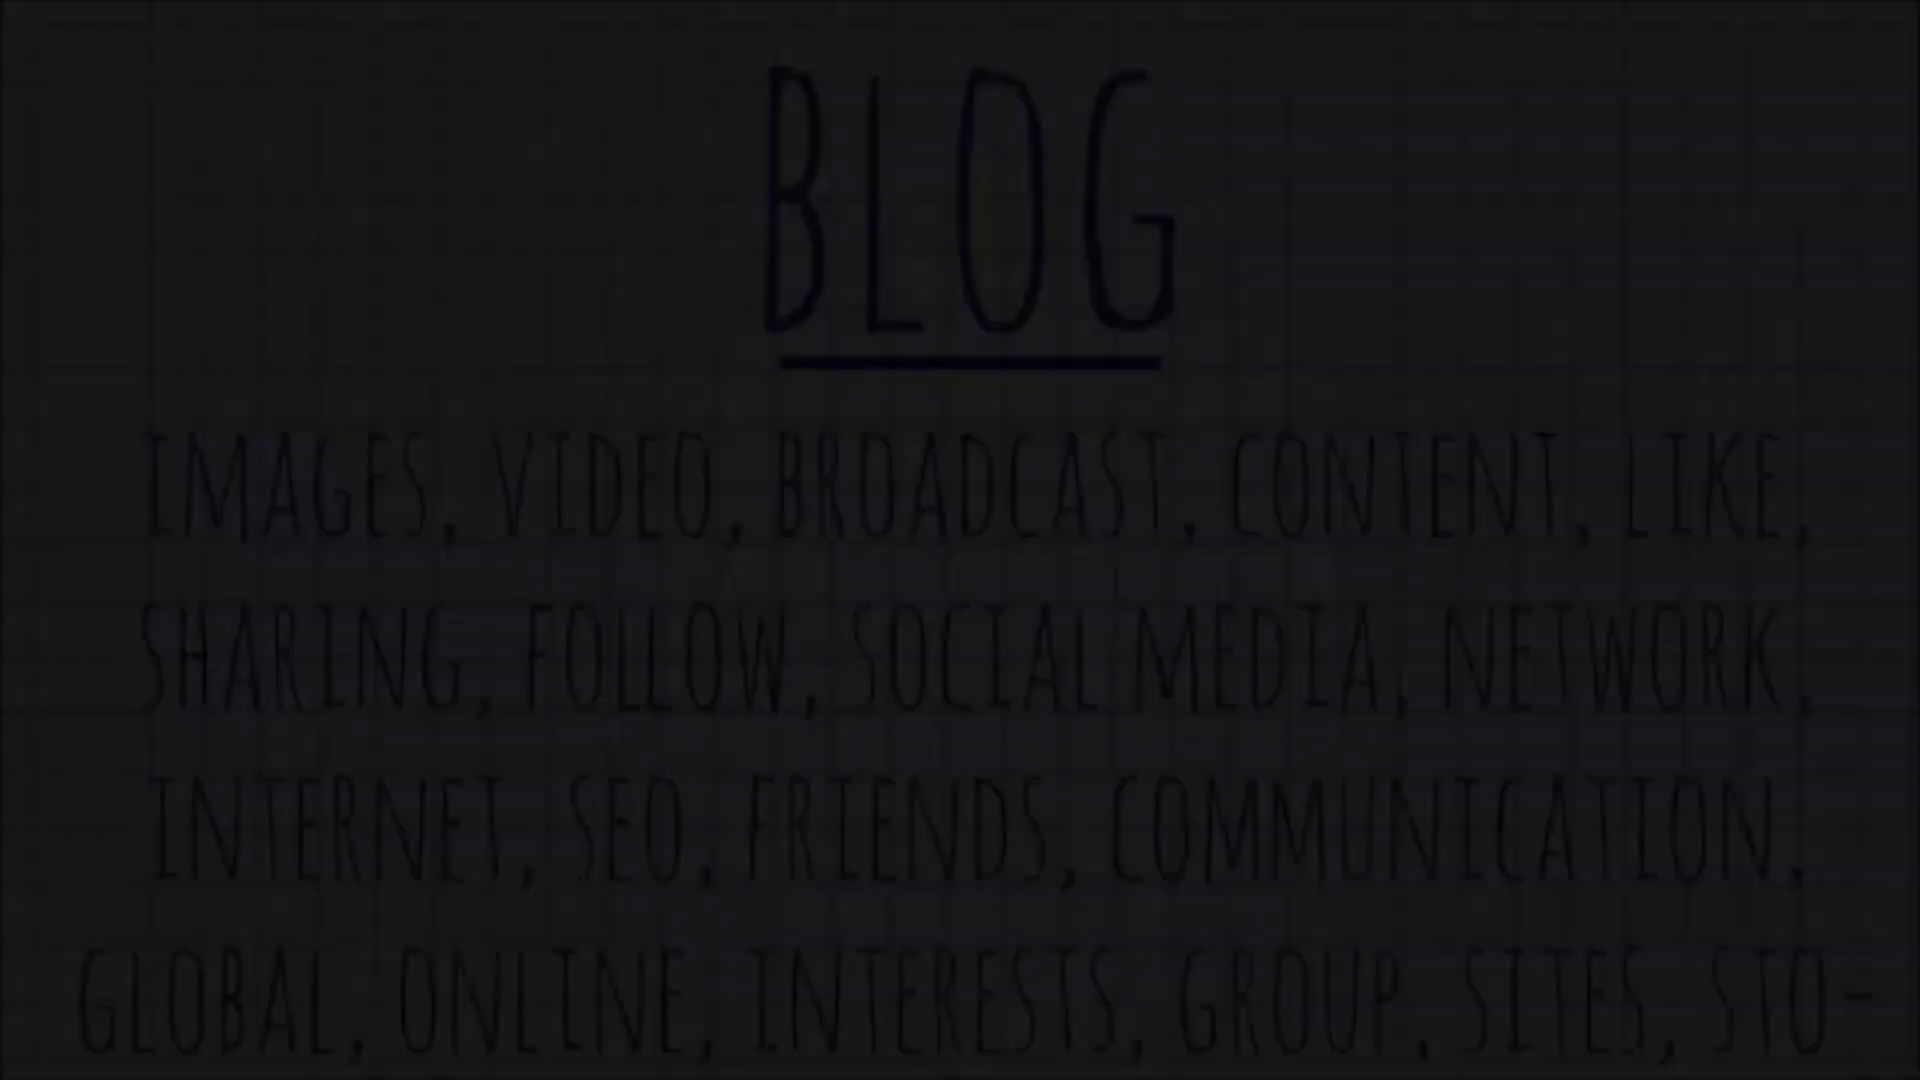 BLOG
IMAGES, VIDEO, BROADCAST, CONTENT, LIKE,
SHARING, FOLLOW, SOCIAL MEDIA, NETWORK,
INTERNET, SEO, FRIENDS, COMMUNICATION,
GLOBAL, ONLINE, INTERESTS, GROUP, SITES, STO-